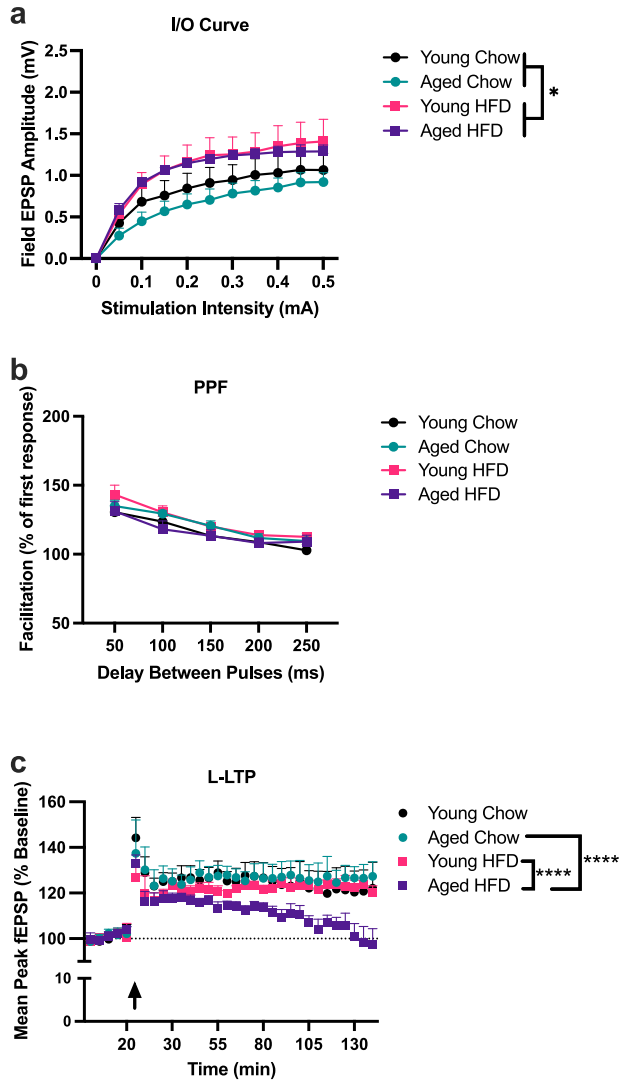 a
I/O Curve
Field EPSP Amplitude (mV)
2.5
2.0
1.5
1.0
0.5
0.0
0 0.1 0.2 0.3 0.4 0.5
Stimulation Intensity (mA)
Young Chow
Aged Chow
Young HFD
Aged HFD
*
b
PPF
Facilitation (% of first response)
200
150
100
50
50 100 150 200 250
Delay Between Pulses (ms)
Young Chow
Aged Chow
Young HFD
Aged HFD
c
L-LTP
Mean Peak fEPSP (% Baseline)
160
140
120
100
10
0
20 30 55 80 105 130
Time (min)
Young Chow
Aged Chow
Young HFD
Aged HFD
****
****